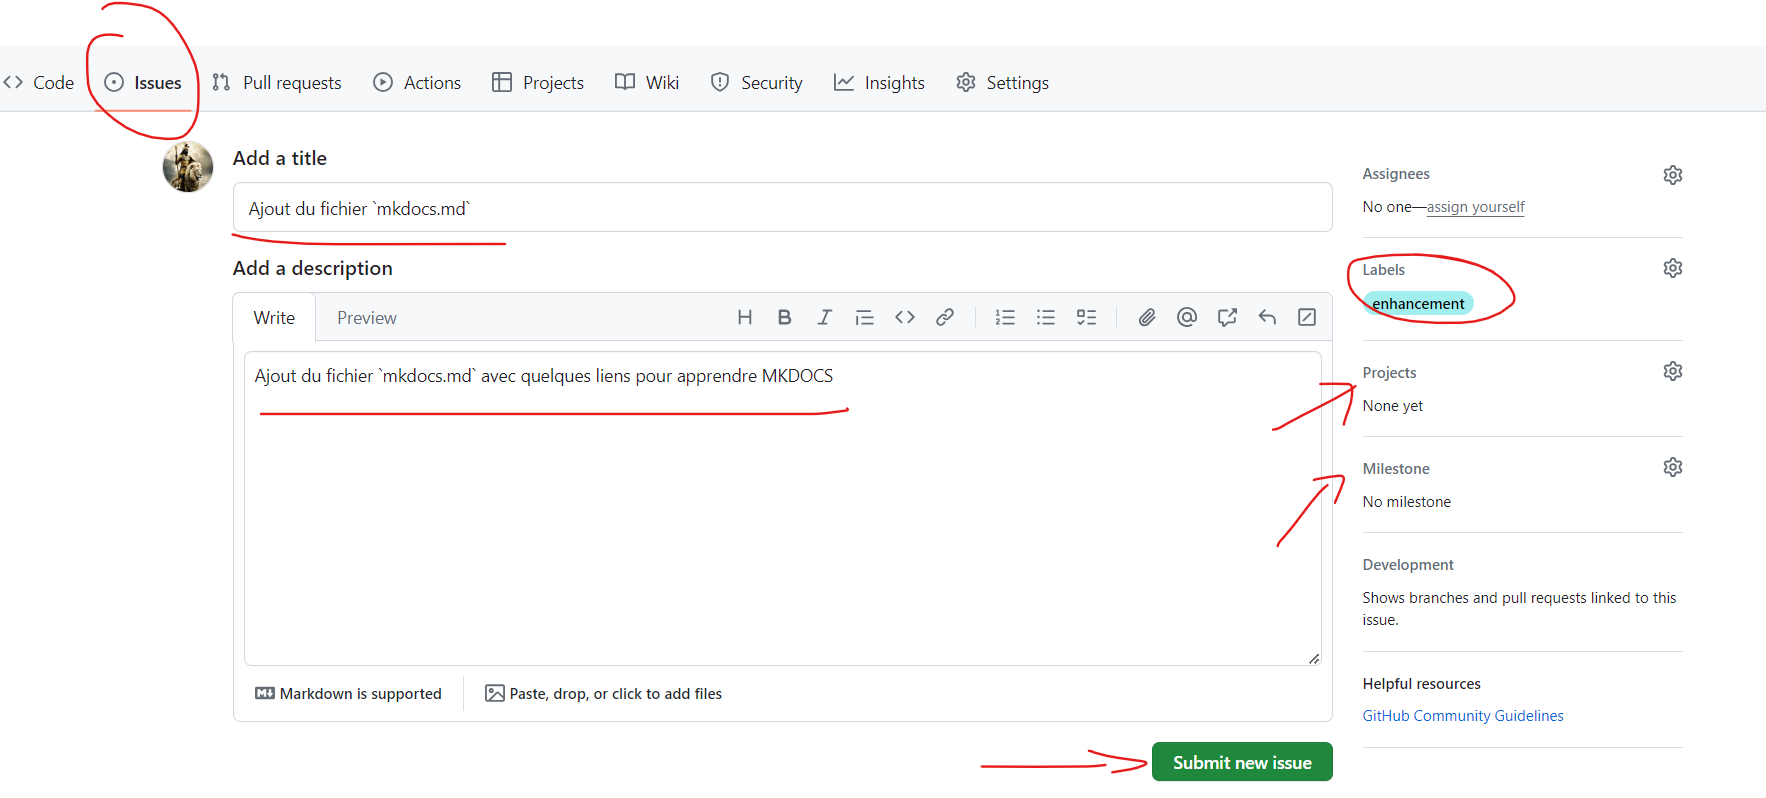 Code Issues Pull requests Actions Projects Wiki Security Insights Settings
Add a title
Ajout du fichier `mkdocs.md`
Add a description
Write Preview
Ajout du fichier `mkdocs.md` avec quelques liens pour apprendre MKDOCS
Markdown is supported
Paste, drop, or click to add files
Submit new issue
Assignees
No one—assign yourself
Labels
enhancement
Projects
None yet
Milestone
No milestone
Development
Shows branches and pull requests linked to this
issue.
Helpful resources
GitHub Community Guidelines